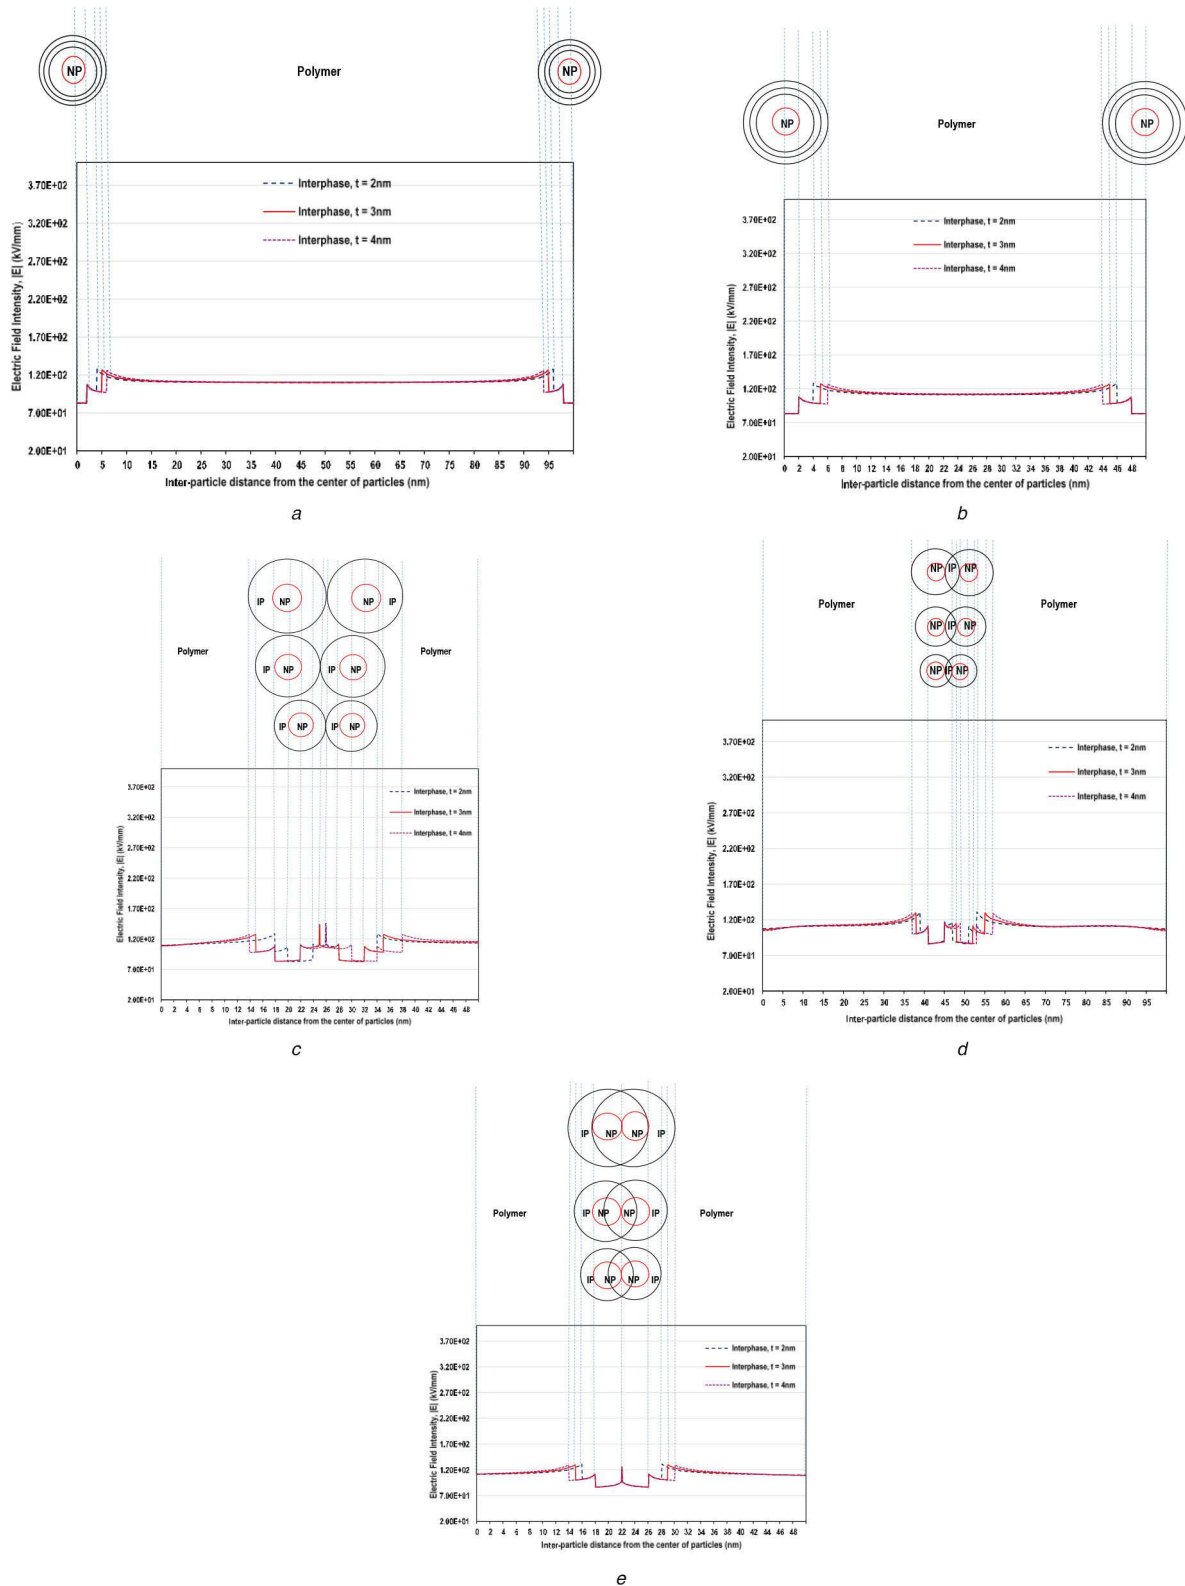 NP
Polymer
NP
Interphase, t = 2nm
Interphase, t = 3nm
Interphase, t = 4nm
Electric Field Intensity, |E| (kV/mm)
3.70E+02
3.20E+02
2.70E+02
2.20E+02
1.70E+02
1.20E+02
7.00E+01
2.00E+01
0 5 10 15 20 25 30 35 40 45 50 55 60 65 70 75 80 85 90 95
Inter-particle distance from the center of particles (nm)
a
NP
Polymer
NP
Interphase, t = 2nm
Interphase, t = 3nm
Interphase, t = 4nm
Electric Field Intensity, |E| (kV/mm)
3.70E+02
3.20E+02
2.70E+02
2.20E+02
1.70E+02
1.20E+02
7.00E+01
2.00E+01
0 2 4 6 8 10 12 14 16 18 20 22 24 26 28 30 32 34 36 38 40 42 44 46 48
Inter-particle distance from the center of particles (nm)
b
IP NP NP IP
Polymer
Polymer
IP NP IP NP
IP NP IP NP
Interphase, t = 2nm
Interphase, t = 3nm
Interphase, t = 4nm
Electric Field Intensity, |E| (kV/mm)
3.70E+02
3.20E+02
2.70E+02
2.20E+02
1.70E+02
1.20E+02
7.00E+01
2.00E+01
0 2 4 6 8 10 12 14 16 18 20 22 24 26 28 30 32 34 36 38 40 42 44 46 48
Inter-particle distance from the center of particles (nm)
c
NP IP NP
Polymer
Polymer
NP IP NP
NP IP NP
Interphase, t = 2nm
Interphase, t = 3nm
Interphase, t = 4nm
Electric Field Intensity, |E| (kV/mm)
3.70E+02
3.20E+02
2.70E+02
2.20E+02
1.70E+02
1.20E+02
7.00E+01
2.00E+01
0 5 10 15 20 25 30 35 40 45 50 55 60 65 70 75 80 85 90 95
Inter-particle distance from the center of particles (nm)
d
IP NP NP IP
Polymer
Polymer
IP NP NP IP
IP NP NP IP
Interphase, t = 2nm
Interphase, t = 3nm
Interphase, t = 4nm
Electric Field Intensity, |E| (kV/mm)
3.70E+02
3.20E+02
2.70E+02
2.20E+02
1.70E+02
1.20E+02
7.00E+01
2.00E+01
0 2 4 6 8 10 12 14 16 18 20 22 24 26 28 30 32 34 36 38 40 42 44 46 48
Inter-particle distance from the center of particles (nm)
e